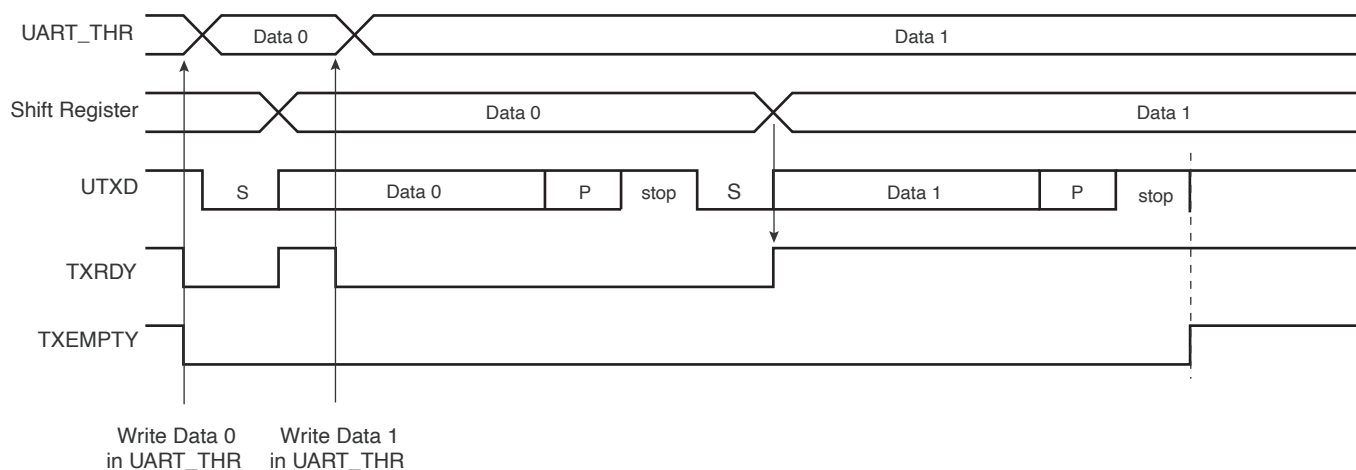 UART_THR Data 0 Data 1
Shift Register Data 0 Data 1
UTXD S Data 0 P stop S Data 1 P stop
TXRDY
TXEMPTY
Write Data 0 Write Data 1
in UART_THR in UART_THR